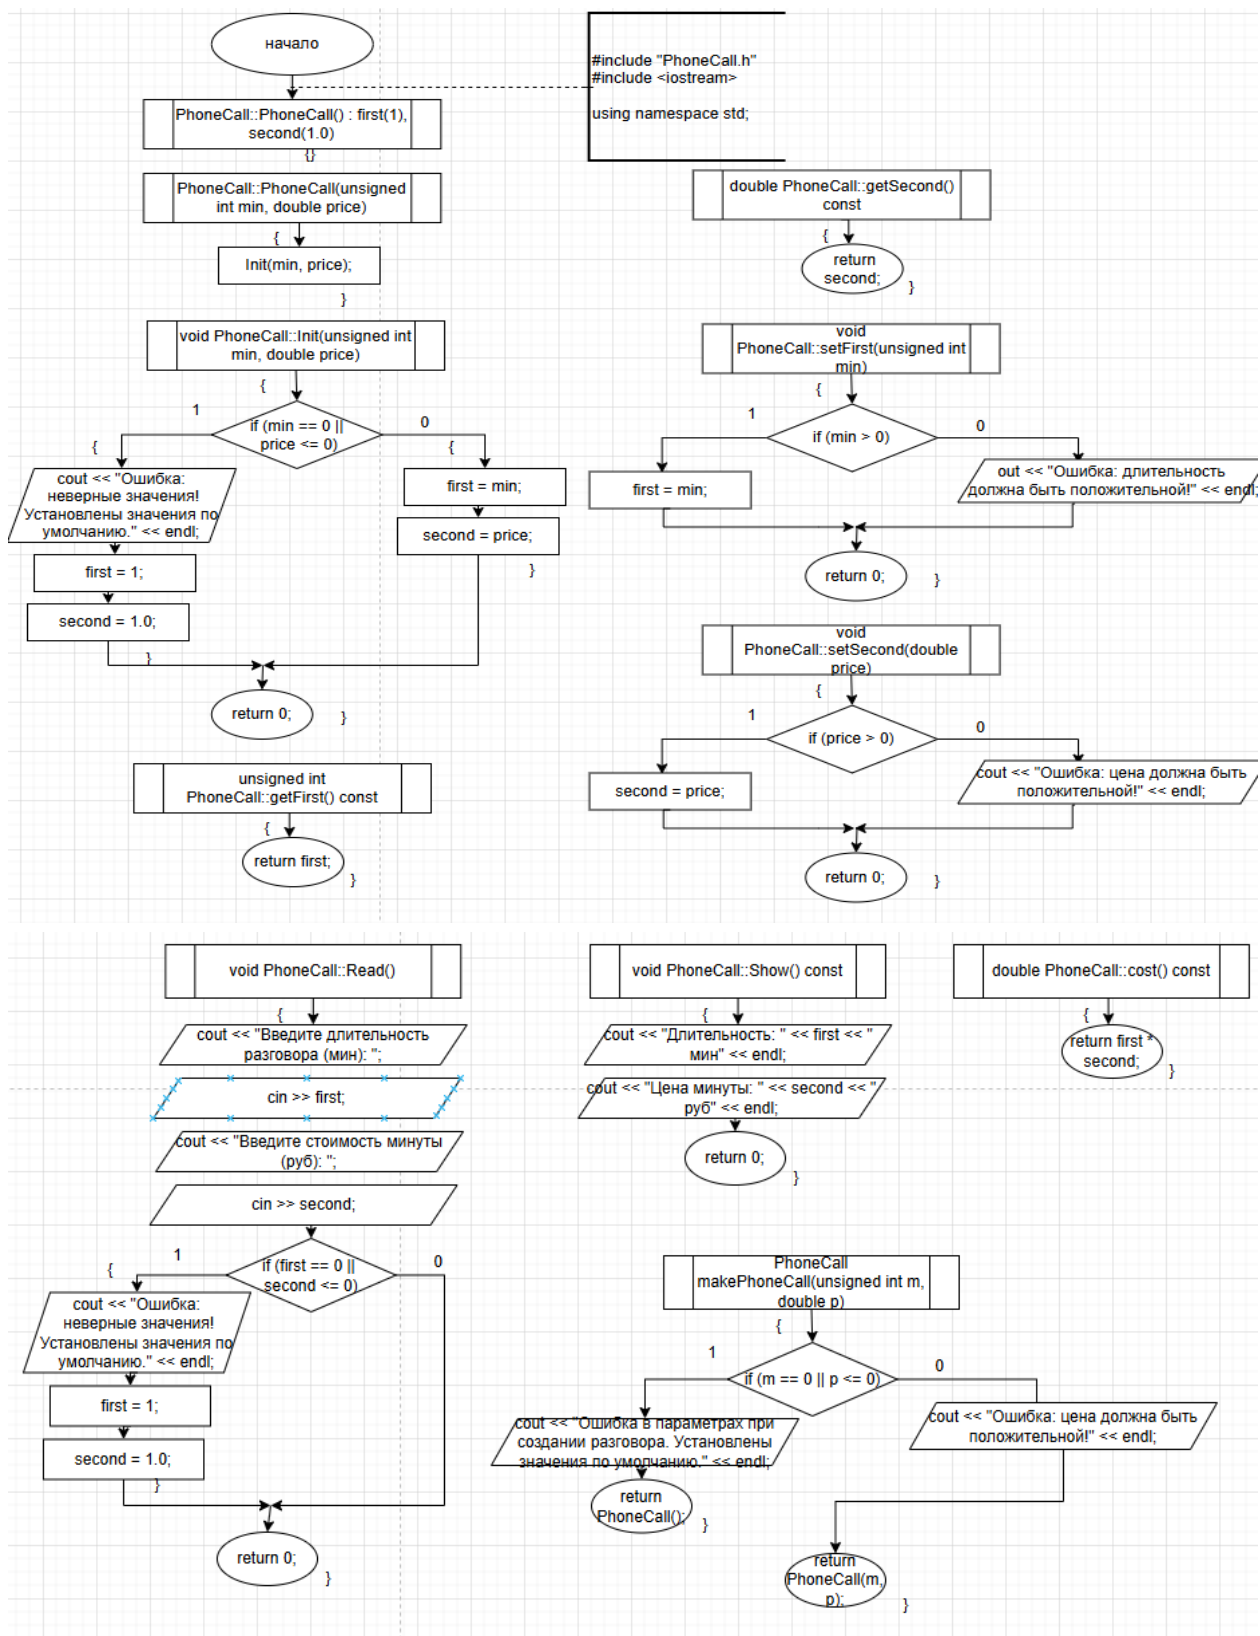 начало
#include "PhoneCall.h"
#include <iostream>
using namespace std;
PhoneCall::PhoneCall() : first(1),
second(1.0)
{}
PhoneCall::PhoneCall(unsigned
int min, double price)
{
Init(min, price);
}
void PhoneCall::Init(unsigned int
min, double price)
{
if (min == 0 ||
price <= 0)
1
0
{
cout << "Ошибка:
неверные значения!
Установлены значения по
умолчанию." << endl;
first = 1;
second = 1.0;
}
{
first = min;
second = price;
}
return 0;
}
unsigned int
PhoneCall::getFirst() const
{
return first;
}
double PhoneCall::getSecond()
const
{
return
second;
}
void
PhoneCall::setFirst(unsigned int
min)
{
if (min > 0)
1
0
first = min;
out << "Ошибка: длительность
должна быть положительной!" << endl;
return 0;
}
void
PhoneCall::setSecond(double
price)
{
if (price > 0)
1
0
second = price;
cout << "Ошибка: цена должна быть
положительной!" << endl;
return 0;
}
void PhoneCall::Read()
{
cout << "Введите длительность
разговора (мин): ";
cin >> first;
cout << "Введите стоимость минуты
(руб): ";
cin >> second;
if (first == 0 ||
second <= 0)
1
0
{
cout << "Ошибка:
неверные значения!
Установлены значения по
умолчанию." << endl;
first = 1;
second = 1.0;
}
return 0;
}
void PhoneCall::Show() const
{
cout << "Длительность: " << first << "
мин" << endl;
cout << "Цена минуты: " << second << "
руб" << endl;
return 0;
}
double PhoneCall::cost() const
{
return first *
second;
}
PhoneCall
makePhoneCall(unsigned int m,
double p)
{
if (m == 0 || p <= 0)
1
0
cout << "Ошибка в параметрах при
создании разговора. Установлены
значения по умолчанию." << endl;
return
PhoneCall();
}
cout << "Ошибка: цена должна быть
положительной!" << endl;
return
PhoneCall(m,
p);
}